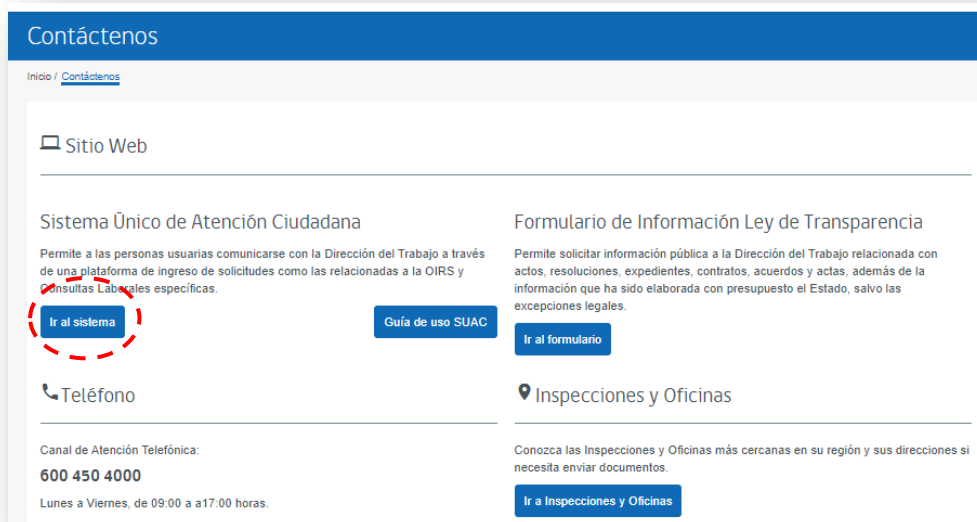 Contáctenos
Inicio / Contáctenos
Sitio Web
Sistema Único de Atención Ciudadana
Permite a las personas usuarias comunicarse con la Dirección del Trabajo a través
de una plataforma de ingreso de solicitudes como las relacionadas a la OIRS y
Consultas Laborales específicas.
Ir al sistema
Guía de uso SUAC
Formulario de Información Ley de Transparencia
Permite solicitar información pública a la Dirección del Trabajo relacionada con
actos, resoluciones, expedientes, contratos, acuerdos y actas, además de la
información que ha sido elaborada con presupuesto el Estado, salvo las
excepciones legales.
Ir al formulario
Teléfono
Canal de Atención Telefónica:
600 450 4000
Lunes a Viernes, de 09:00 a a17:00 horas.
Inspecciones y Oficinas
Conozca las Inspecciones y Oficinas más cercanas en su región y sus direcciones si
necesita enviar documentos.
Ir a Inspecciones y Oficinas